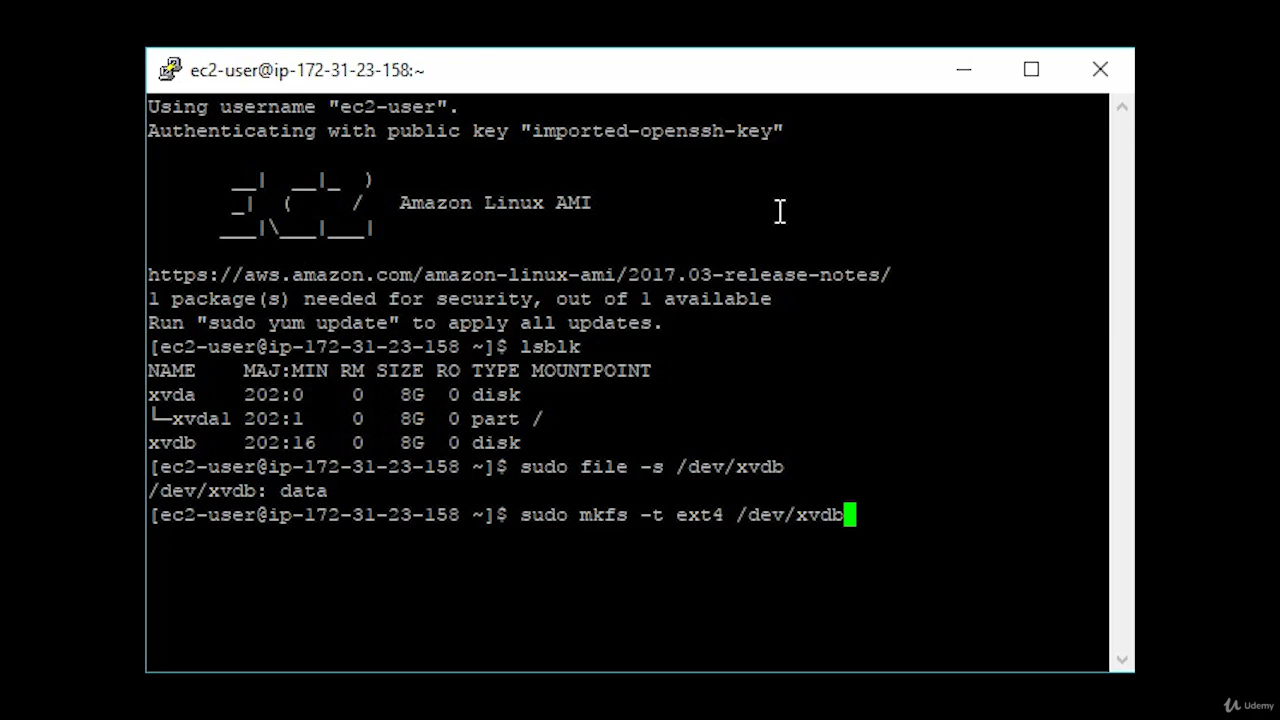 ec2-user@ip-172-31-23-158:~
Using username "ec2-user".
Authenticating with public key "imported-openssh-key"
       __|  __|_  )
       _|  (     /   Amazon Linux AMI
      ___|\___|___|
https://aws.amazon.com/amazon-linux-ami/2017.03-release-notes/
1 package(s) needed for security, out of 1 available
Run "sudo yum update" to apply all updates.
[ec2-user@ip-172-31-23-158 ~]$ lsblk
NAME    MAJ:MIN RM SIZE RO TYPE MOUNTPOINT
xvda    202:0    0   8G  0 disk
└─xvda1 202:1    0   8G  0 part /
xvdb    202:16   0   8G  0 disk
[ec2-user@ip-172-31-23-158 ~]$ sudo file -s /dev/xvdb
/dev/xvdb: data
[ec2-user@ip-172-31-23-158 ~]$ sudo mkfs -t ext4 /dev/xvdb
Udemy